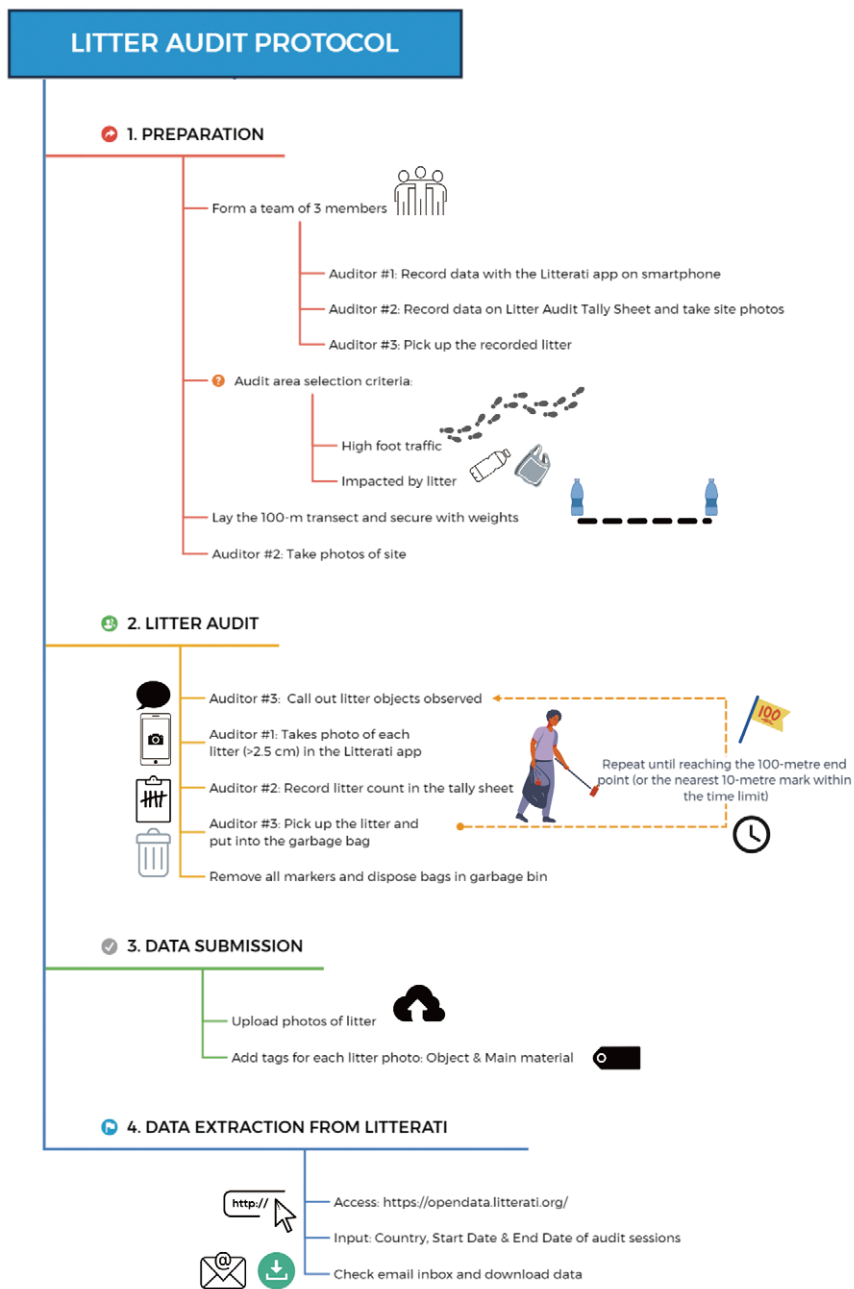 LITTER AUDIT PROTOCOL
1. PREPARATION
Form a team of 3 members
Auditor #1: Record data with the Litterati app on smartphone
Auditor #2: Record data on Litter Audit Tally Sheet and take site photos
Auditor #3: Pick up the recorded litter
? Audit area selection criteria:
High foot traffic
Impacted by litter
Lay the 100-m transect and secure with weights
Auditor #2: Take photos of site
2. LITTER AUDIT
Auditor #3: Call out litter objects observed
Auditor #1: Takes photo of each
litter (>2.5 cm) in the Litterati app
Auditor #2: Record litter count in the tally sheet
Auditor #3: Pick up the litter and
put into the garbage bag
Remove all markers and dispose bags in garbage bin
100
Repeat until reaching the 100-metre end
point (or the nearest 10-metre mark within
the time limit)
3. DATA SUBMISSION
Upload photos of litter
Add tags for each litter photo: Object & Main material
4. DATA EXTRACTION FROM LITTERATI
http://
Access: https://opendata.litterati.org/
Input: Country, Start Date & End Date of audit sessions
@
Check email inbox and download data